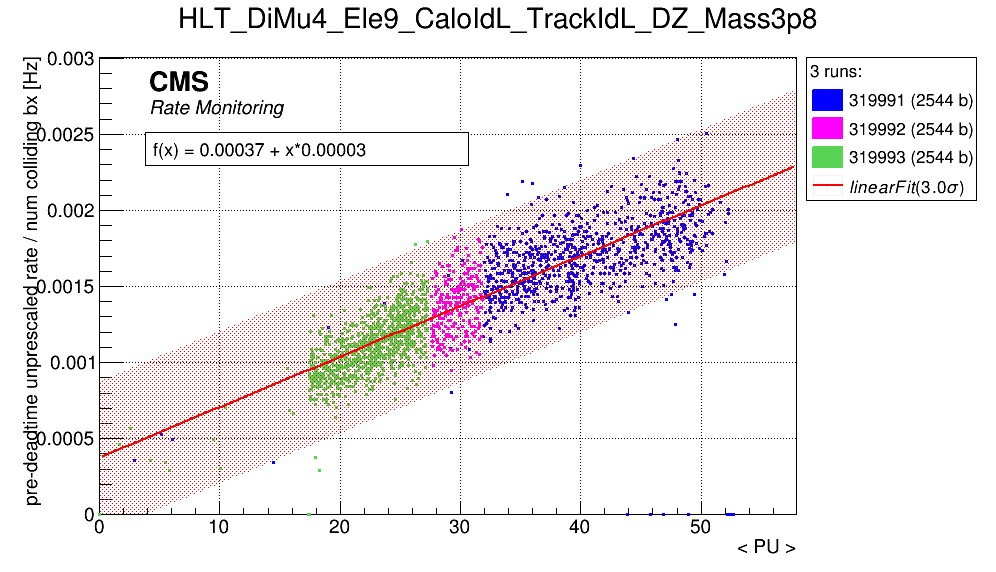 HLT_DiMu4_Ele9_CaloIdL_TrackIdL_DZ_Mass3p8
pre-deadtime unprescaled rate / num colliding bx [Hz]
0.003
0.0025
0.002
0.0015
0.001
0.0005
0
CMS
Rate Monitoring
f(x) = 0.00037 + x*0.00003
3 runs:
319991 (2544 b)
319992 (2544 b)
319993 (2544 b)
linearFit(3.0σ)
0 10 20 30 40 50
< PU >